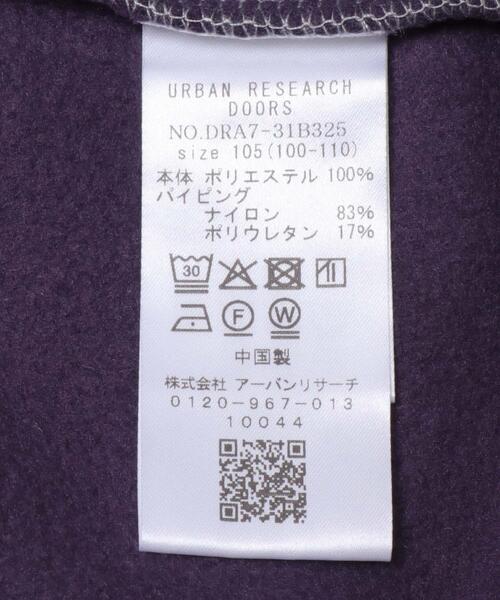 URBAN RESEARCH
DOORS
NO.DRA7-31B325
size 105(100-110)
本体 ポリエステル 100%
パイピング
ナイロン 83%
ポリウレタン 17%
30
F W
中国製
株式会社 アーバンリサーチ
0120-967-013
10044